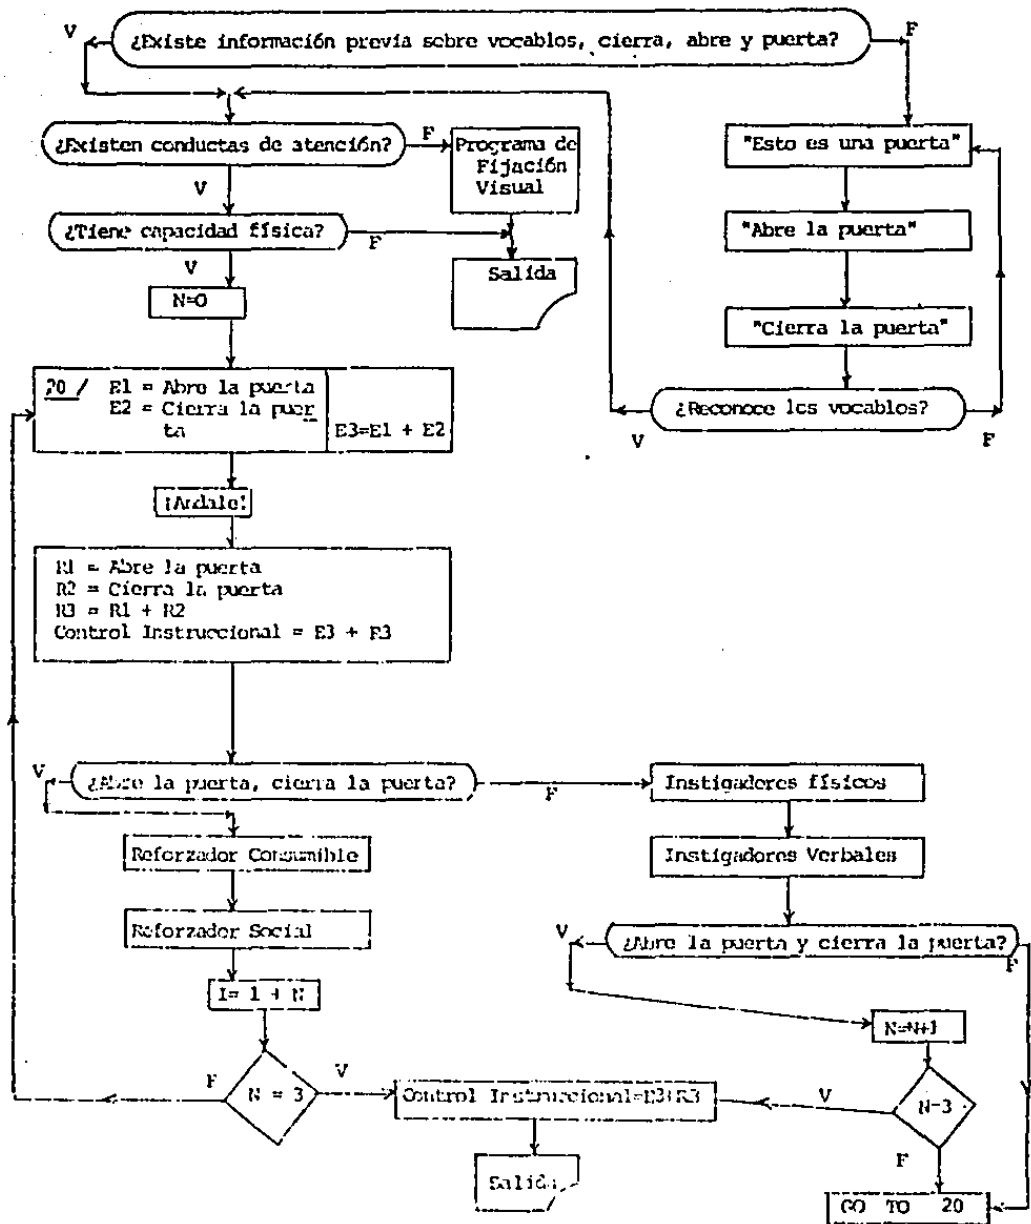 V
¿Existe información previa sobre vocablos, cierra, abre y puerta?
F
¿Existen conductas de atención?
F
Programa de
Fijación
Visual
"Esto es una puerta"
V
¿Tiene capacidad física?
F
"Abre la puerta"
V
Salida
N=0
"Cierra la puerta"
20 / E1 = Abre la puerta
E2 = Cierra la puer
ta
E3=E1 + E2
¿Reconoce los vocablos?
V
F
¡Andale!
R1 = Abre la puerta
R2 = Cierra la puerta
R3 = R1 + R2
Control Instruccional = E3 + R3
V
¿Abre la puerta, cierra la puerta?
F
Instigadores físicos
Reforzador Consumible
Instigadores Verbales
Reforzador Social
V
¿Abre la puerta y cierra la puerta?
F
I= 1 + N
N=N+1
F
N = 3
V
Control Instruccional=E3+R3
V
N=3
F
Salida
GO TO 20